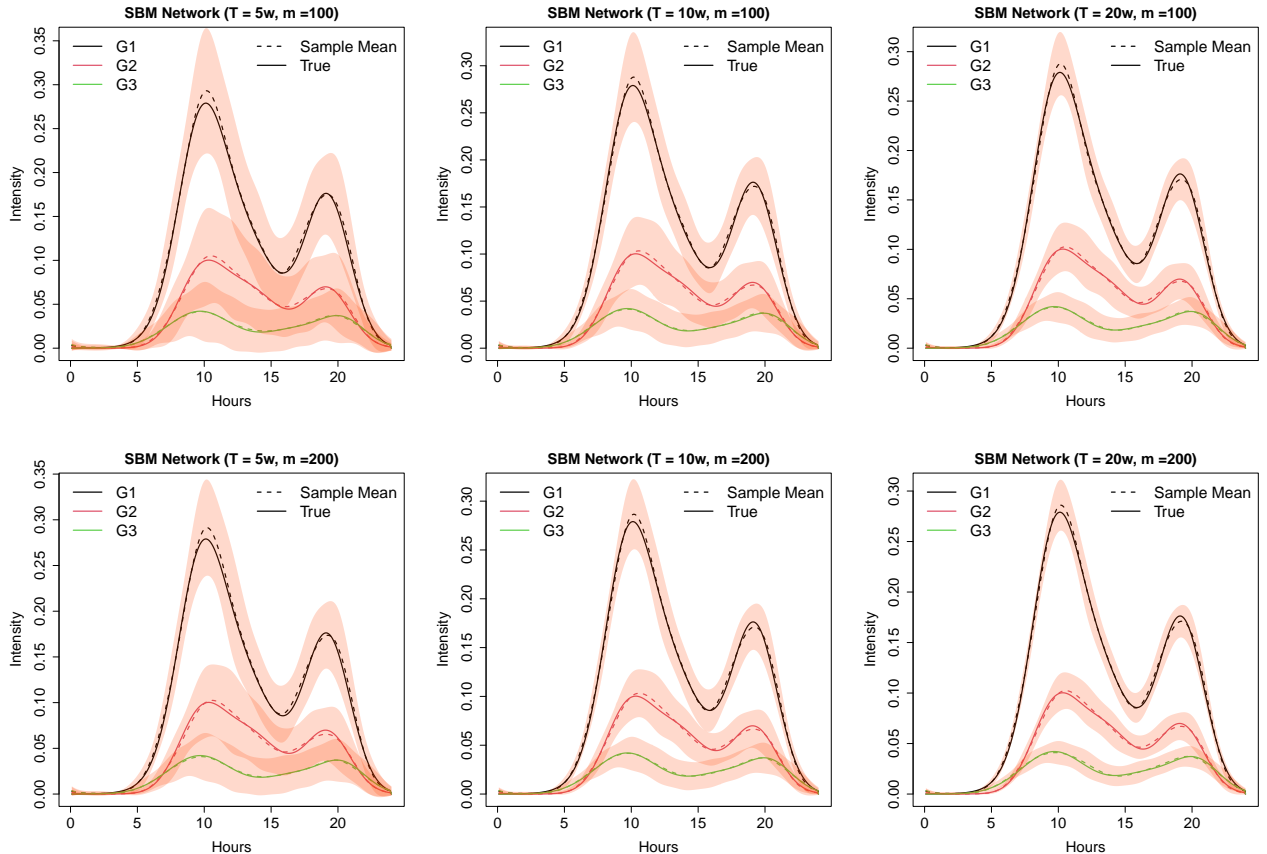 SBM Network (T = 5w, m =100)
G1
G2
G3
Sample Mean
True
Intensity
0.35
0.30
0.25
0.20
0.15
0.10
0.05
0.00
0 5 10 15 20
Hours
SBM Network (T = 10w, m =100)
G1
G2
G3
Sample Mean
True
Intensity
0.30
0.25
0.20
0.15
0.10
0.05
0.00
0 5 10 15 20
Hours
SBM Network (T = 20w, m =100)
G1
G2
G3
Sample Mean
True
Intensity
0.30
0.25
0.20
0.15
0.10
0.05
0.00
0 5 10 15 20
Hours
SBM Network (T = 5w, m =200)
G1
G2
G3
Sample Mean
True
Intensity
0.35
0.30
0.25
0.20
0.15
0.10
0.05
0.00
0 5 10 15 20
Hours
SBM Network (T = 10w, m =200)
G1
G2
G3
Sample Mean
True
Intensity
0.30
0.25
0.20
0.15
0.10
0.05
0.00
0 5 10 15 20
Hours
SBM Network (T = 20w, m =200)
G1
G2
G3
Sample Mean
True
Intensity
0.30
0.25
0.20
0.15
0.10
0.05
0.00
0 5 10 15 20
Hours